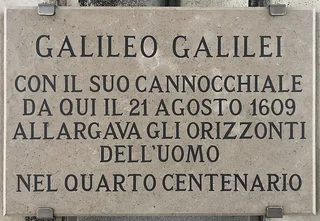 GALILEO GALILEI
CON IL SUO CANNOCCHIALE
DA QUI IL 21 AGOSTO 1609
ALLARGAVA GLI ORIZZONTI
DELL'UOMO
NEL QUARTO CENTENARIO